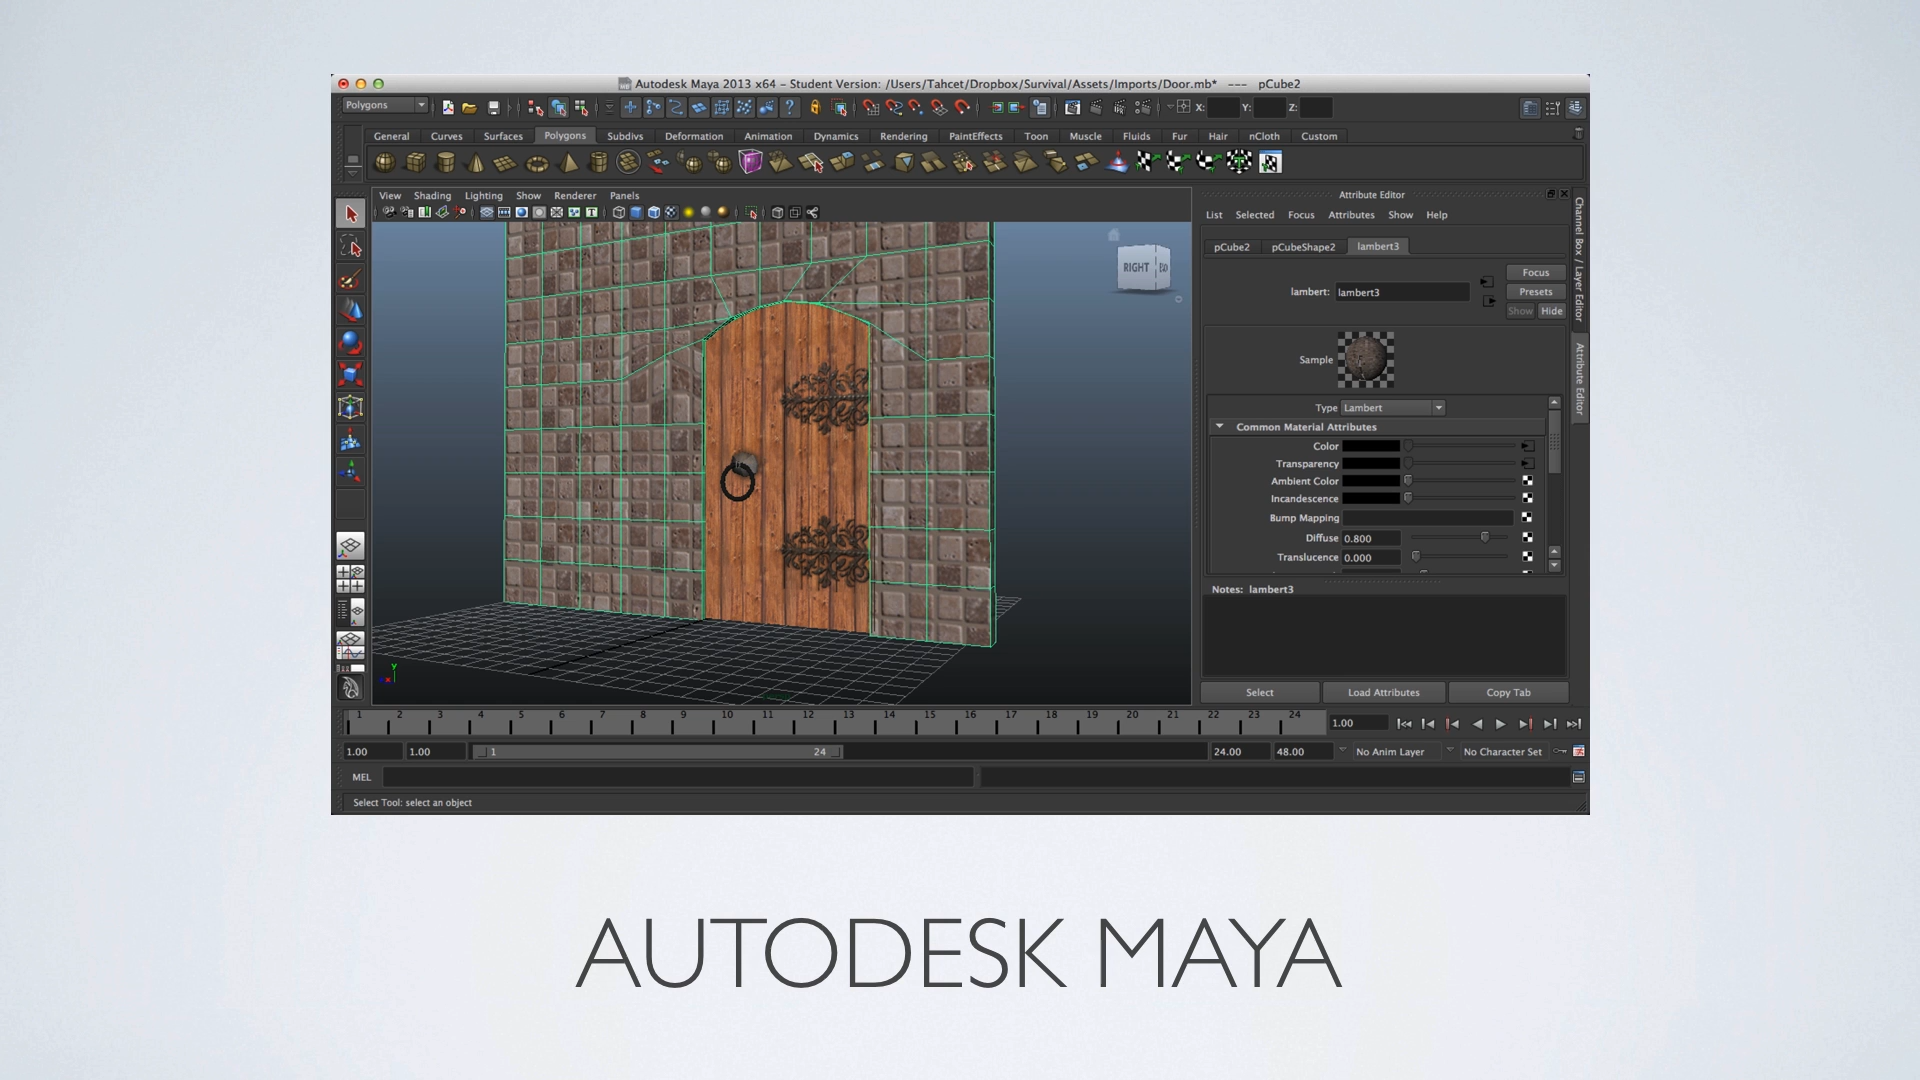 Autodesk Maya 2013 x64 – Student Version: /Users/Tahcet/Dropbox/Survival/Assets/Imports/Door.mb* --- pCube2
Polygons X: Y: Z:
General Curves Surfaces Polygons Subdivs Deformation Animation Dynamics Rendering PaintEffects Toon Muscle Fluids Fur Hair nCloth Custom
View Shading Lighting Show Renderer Panels
RIGHT
y
x
Attribute Editor
List Selected Focus Attributes Show Help
pCube2 pCubeShape2 lambert3
Focus
lambert: lambert3 Presets
Show Hide
Sample
Type Lambert
Common Material Attributes
Color
Transparency
Ambient Color
Incandescence
Bump Mapping
Diffuse 0.800
Translucence 0.000
Notes: lambert3
Select Load Attributes Copy Tab
Channel Box / Layer Editor
Attribute Editor
1 2 3 4 5 6 7 8 9 10 11 12 13 14 15 16 17 18 19 20 21 22 23 24 1.00
1.00 1.00 1 24 24.00 48.00 No Anim Layer No Character Set
MEL
Select Tool: select an object
AUTODESK MAYA